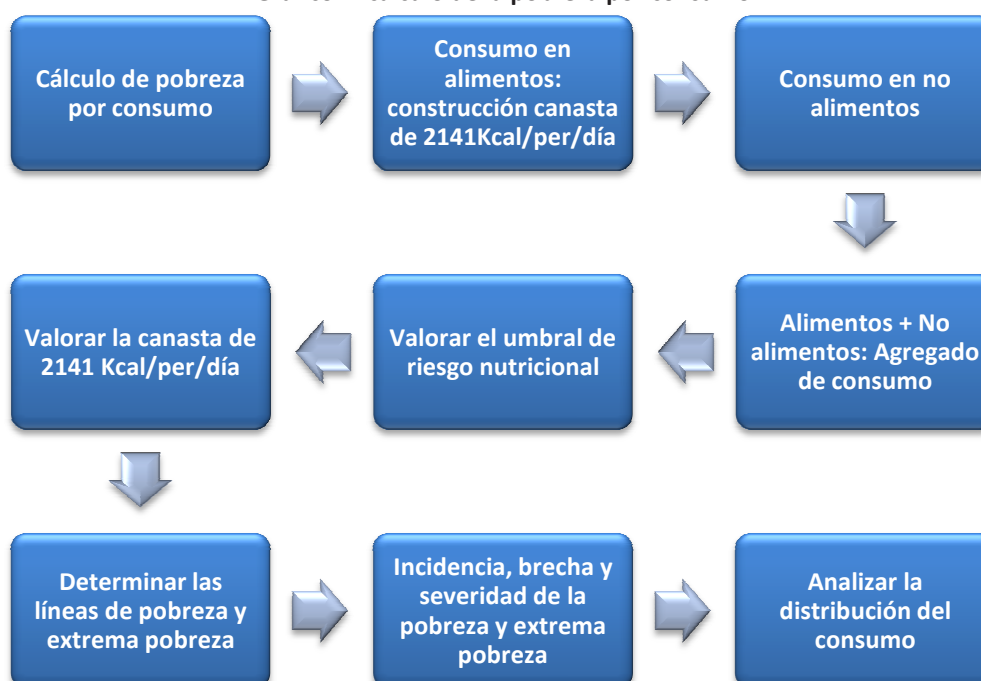 Cálculo de pobreza
por consumo
Consumo en
alimentos:
construcción canasta
de 2141Kcal/per/día
Consumo en no
alimentos
Alimentos + No
alimentos: Agregado
de consumo
Valorar el umbral de
riesgo nutricional
Valorar la canasta de
2141 Kcal/per/día
Determinar las
líneas de pobreza y
extrema pobreza
Incidencia, brecha y
severidad de la
pobreza y extrema
pobreza
Analizar la
distribución del
consumo